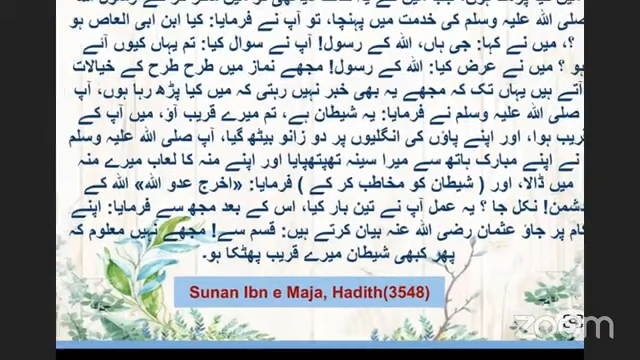 صلی اللہ علیہ وسلم کی خدمت میں پہنچا، تو آپ نے فرمایا: کیا ابن ابی العاص ہو
؟، میں نے کہا: جی ہاں، اللہ کے رسول! آپ نے سوال کیا: تم یہاں کیوں آئے
ہو ؟ میں نے عرض کیا: اللہ کے رسول! مجھے نماز میں طرح طرح کے خیالات
آتے ہیں یہاں تک کہ مجھے یہ بھی خبر نہیں رہتی کہ میں کیا پڑھ رہا ہوں، آپ
صلی اللہ علیہ وسلم نے فرمایا: یہ شیطان ہے، تم میرے قریب آؤ، میں آپ کے
قریب ہوا، اور اپنے پاؤں کی انگلیوں پر دو زانو بیٹھ گیا، آپ صلی اللہ علیہ وسلم
نے اپنے مبارک ہاتھ سے میرا سینہ تھپتھپایا اور اپنے منہ کا لعاب میرے منہ
میں ڈالا، اور ( شیطان کو مخاطب کر کے ) فرمایا: «اخرج عدو الله» اللہ کے
دشمن! نکل جا ؟ یہ عمل آپ نے تین بار کیا، اس کے بعد مجھ سے فرمایا: اپنے
کام پر جاؤ عثمان رضی اللہ عنہ بیان کرتے ہیں: قسم سے! مجھے نہیں معلوم کہ
پھر کبھی شیطان میرے قریب پھٹکا ہو۔
Sunan Ibn e Maja, Hadith(3548)
zoom